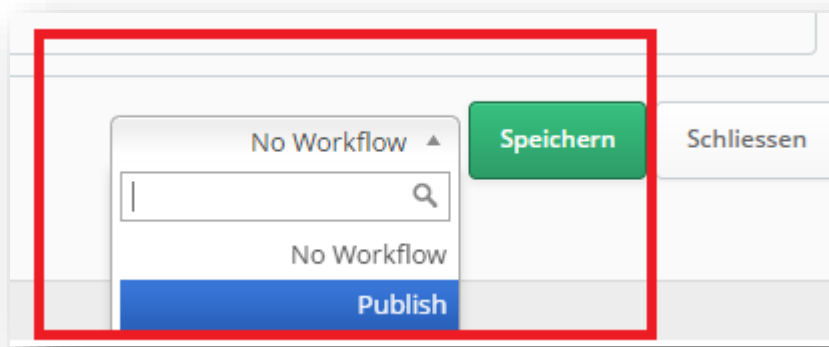 No Workflow
Speichern
Schliessen
No Workflow
Publish